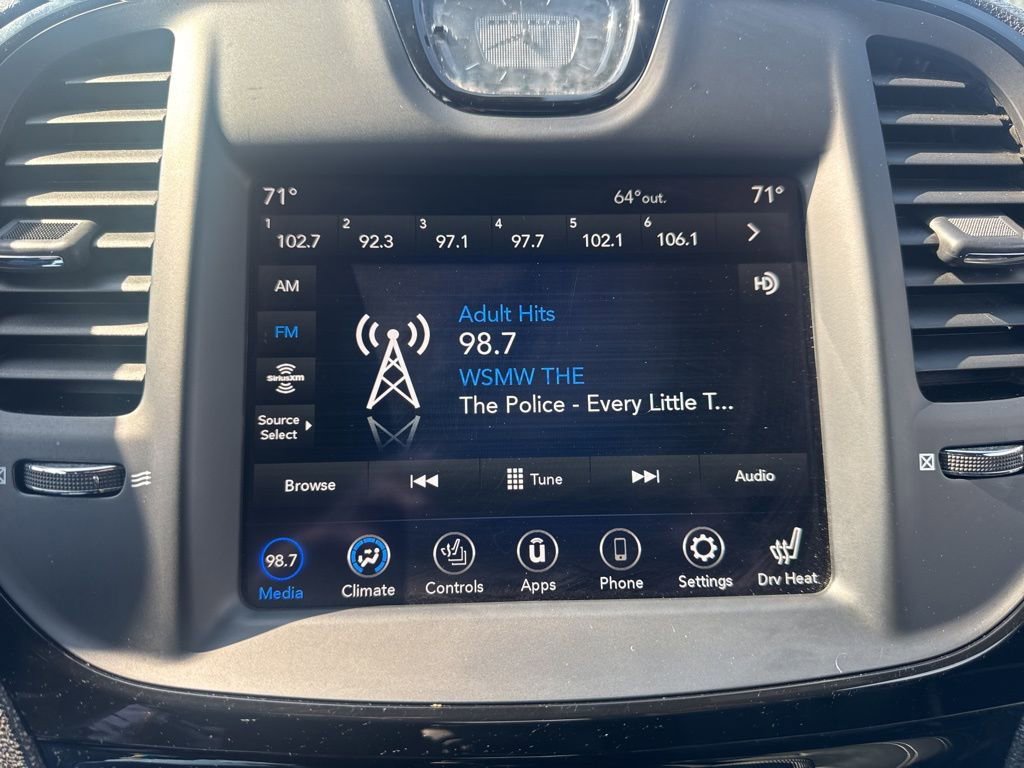 71° 64°out. 71°
1 102.7 2 92.3 3 97.1 4 97.7 5 102.1 6 106.1
AM
HD
Adult Hits
FM
98.7
SiriusXM
WSMW THE
The Police - Every Little T...
Source
Select
Browse Tune Audio
98.7
Media Climate Controls Apps Phone Settings Drv Heat